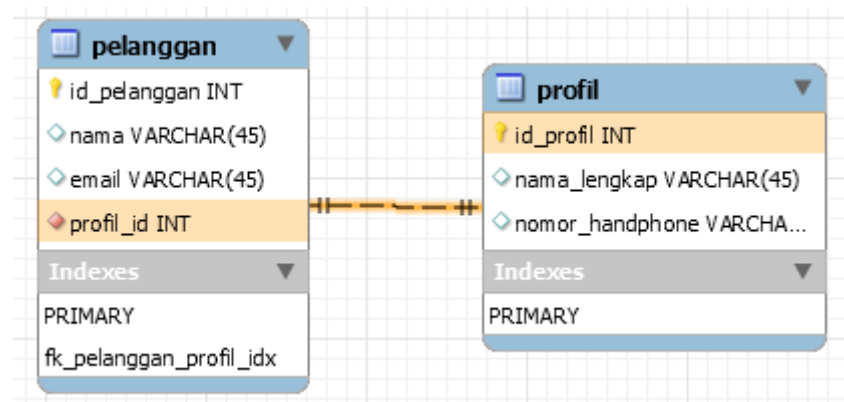 pelanggan
id_pelanggan INT
nama VARCHAR(45)
email VARCHAR(45)
profil_id INT
Indexes
PRIMARY
fk_pelanggan_profil_idx
profil
id_profil INT
nama_lengkap VARCHAR(45)
nomor_handphone VARCHA...
Indexes
PRIMARY